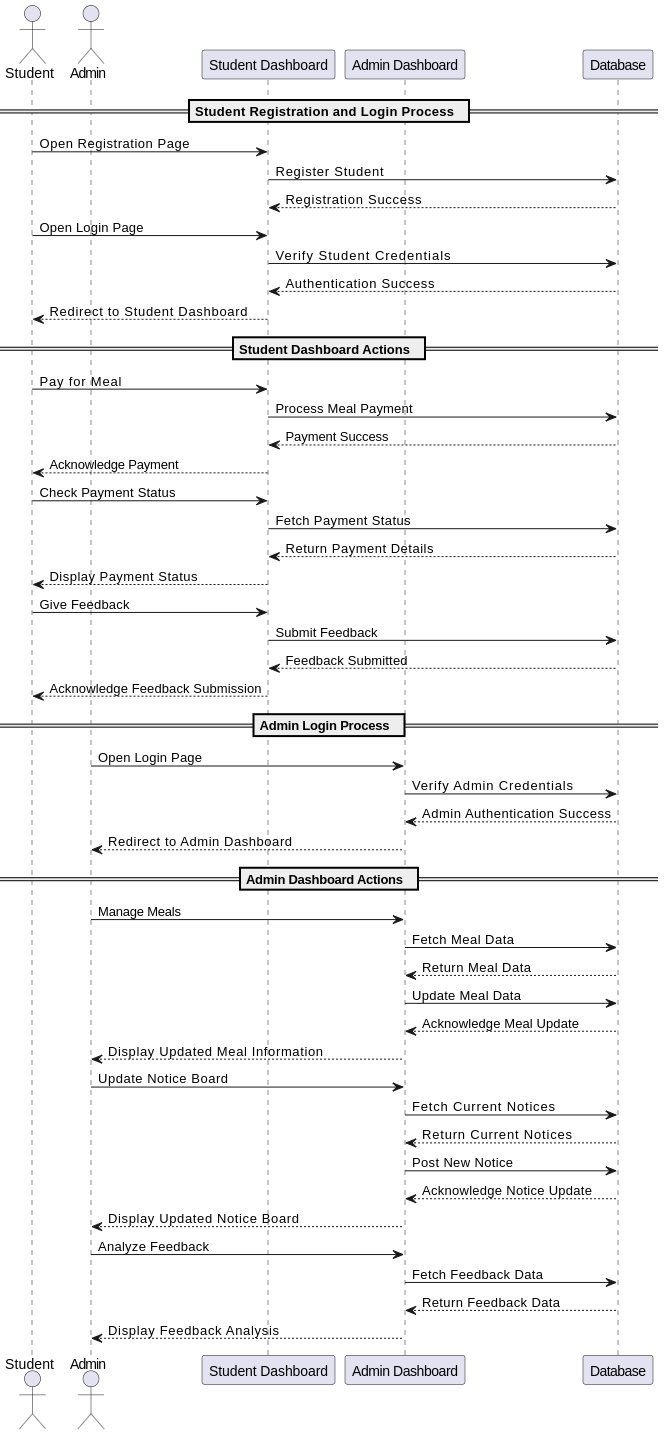 Student
Admin
Student Dashboard
Admin Dashboard
Database
Student Registration and Login Process
Open Registration Page
Register Student
Registration Success
Open Login Page
Verify Student Credentials
Authentication Success
Redirect to Student Dashboard
Student Dashboard Actions
Pay for Meal
Process Meal Payment
Payment Success
Acknowledge Payment
Check Payment Status
Fetch Payment Status
Return Payment Details
Display Payment Status
Give Feedback
Submit Feedback
Feedback Submitted
Acknowledge Feedback Submission
Admin Login Process
Open Login Page
Verify Admin Credentials
Admin Authentication Success
Redirect to Admin Dashboard
Admin Dashboard Actions
Manage Meals
Fetch Meal Data
Return Meal Data
Update Meal Data
Acknowledge Meal Update
Display Updated Meal Information
Update Notice Board
Fetch Current Notices
Return Current Notices
Post New Notice
Acknowledge Notice Update
Display Updated Notice Board
Analyze Feedback
Fetch Feedback Data
Return Feedback Data
Display Feedback Analysis
Student
Admin
Student Dashboard
Admin Dashboard
Database